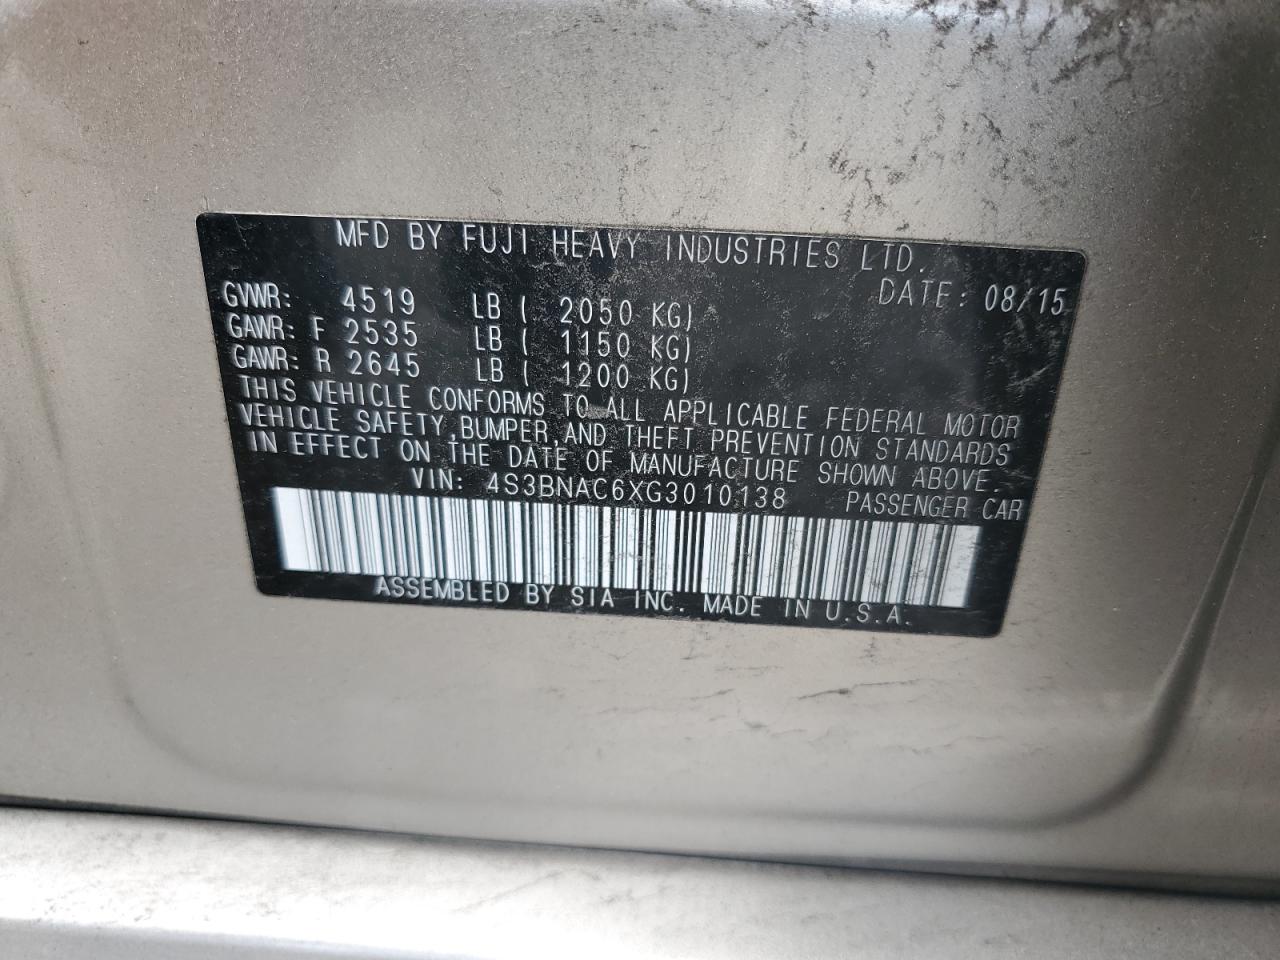 MFD BY FUJI HEAVY INDUSTRIES LTD.
DATE: 08/15
GVWR: 4519 LB ( 2050 KG)
GAWR: F 2535 LB ( 1150 KG)
GAWR: R 2645 LB ( 1200 KG)
THIS VEHICLE CONFORMS TO ALL APPLICABLE FEDERAL MOTOR
VEHICLE SAFETY,BUMPER,AND THEFT PREVENTION STANDARDS
IN EFFECT ON THE DATE OF MANUFACTURE SHOWN ABOVE.
VIN: 4S3BNAC6XG3010138 PASSENGER CAR
ASSEMBLED BY SIA INC. MADE IN U.S.A.